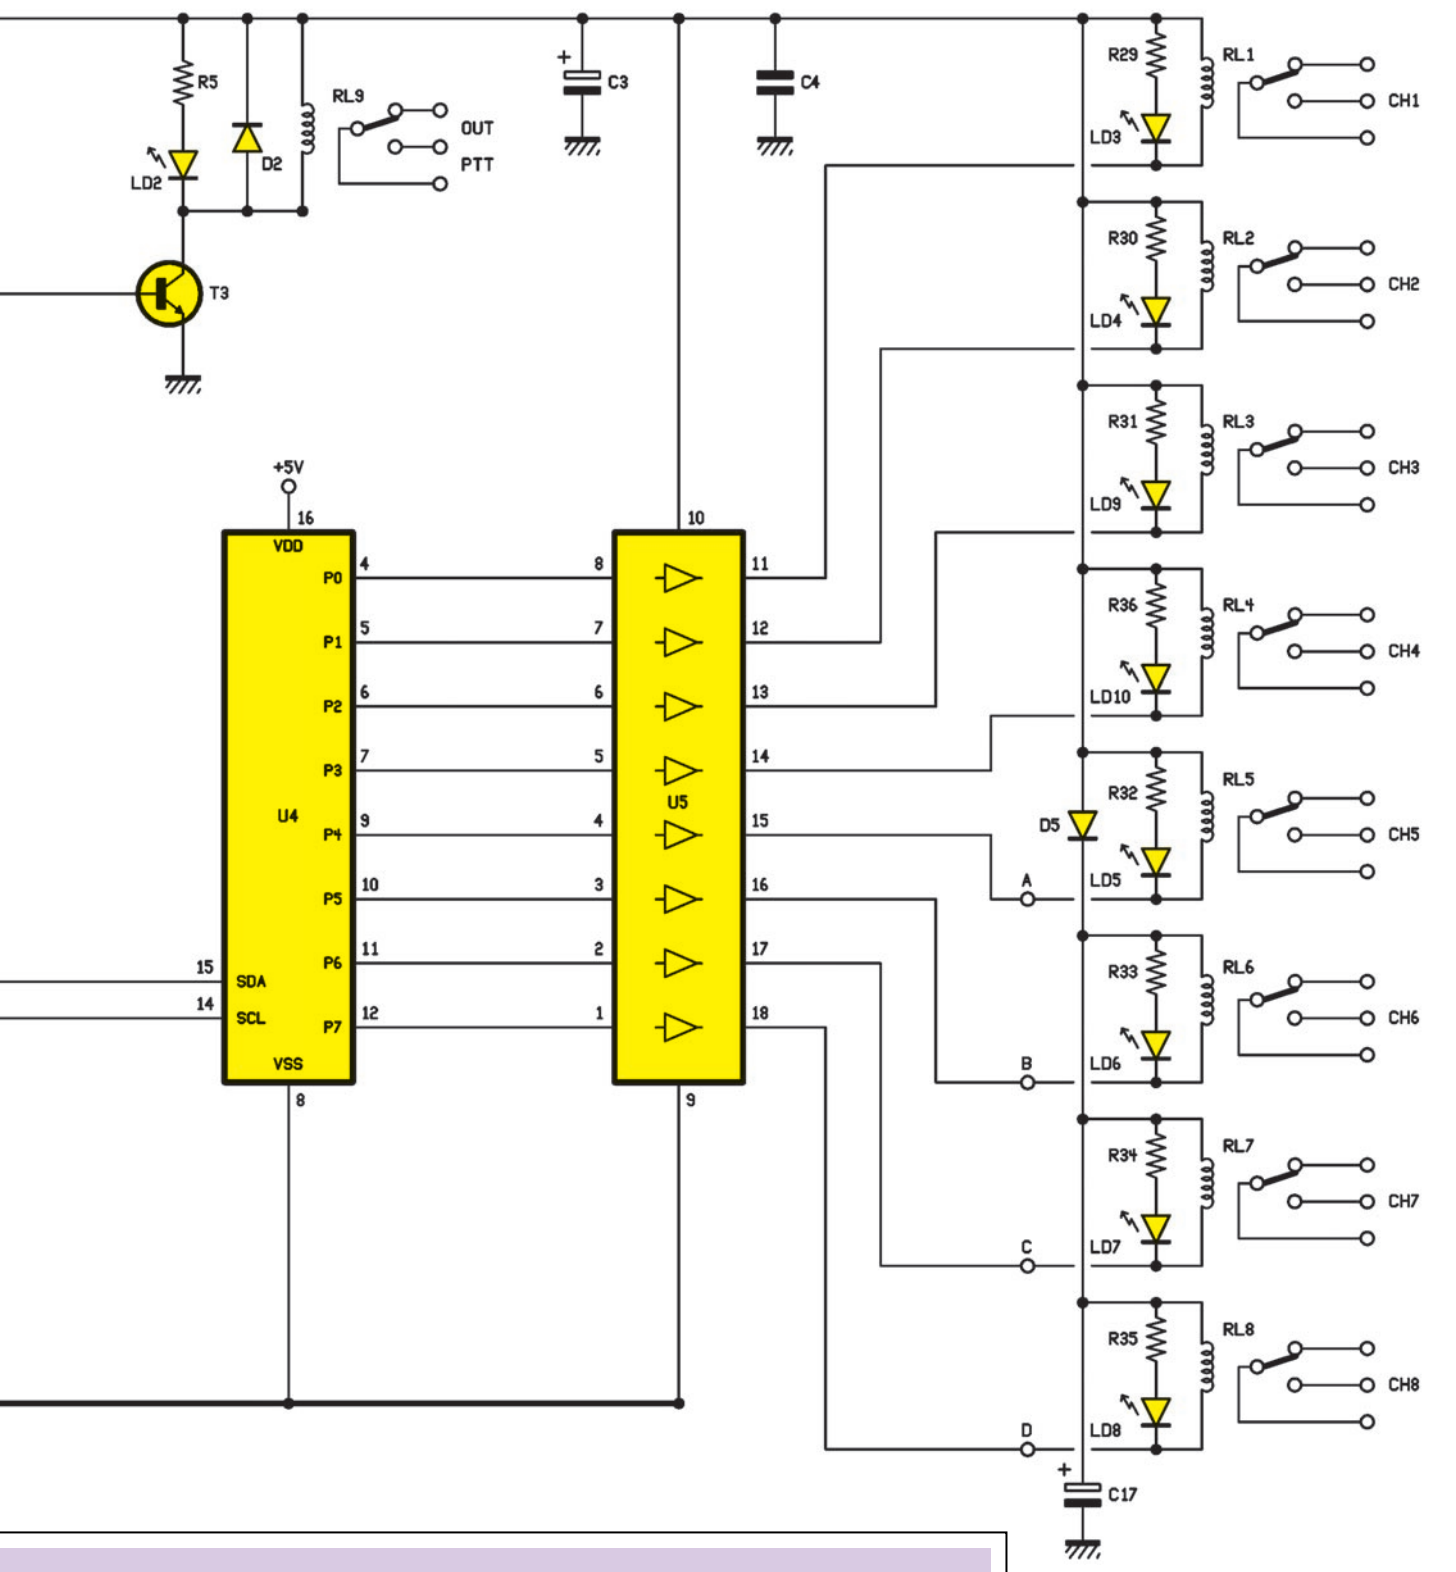 R29
RL1
CH1
LD3
R5
RL9
OUT
PTT
D2
LD2
+
C3
C4
T3
R30
RL2
CH2
LD4
R31
RL3
CH3
LD9
+5V
16
VDD
10
P0
4
8
11
P1
5
7
12
P2
6
6
13
P3
7
5
14
U4
U5
P4
9
4
15
P5
10
3
16
P6
11
2
17
15
SDA
14
SCL
P7
12
1
18
VSS
8
9
R36
RL4
CH4
LD10
R32
RL5
CH5
D5
LD5
A
R33
RL6
CH6
LD6
B
R34
RL7
CH7
LD7
C
R35
RL8
CH8
LD8
D
+
C17